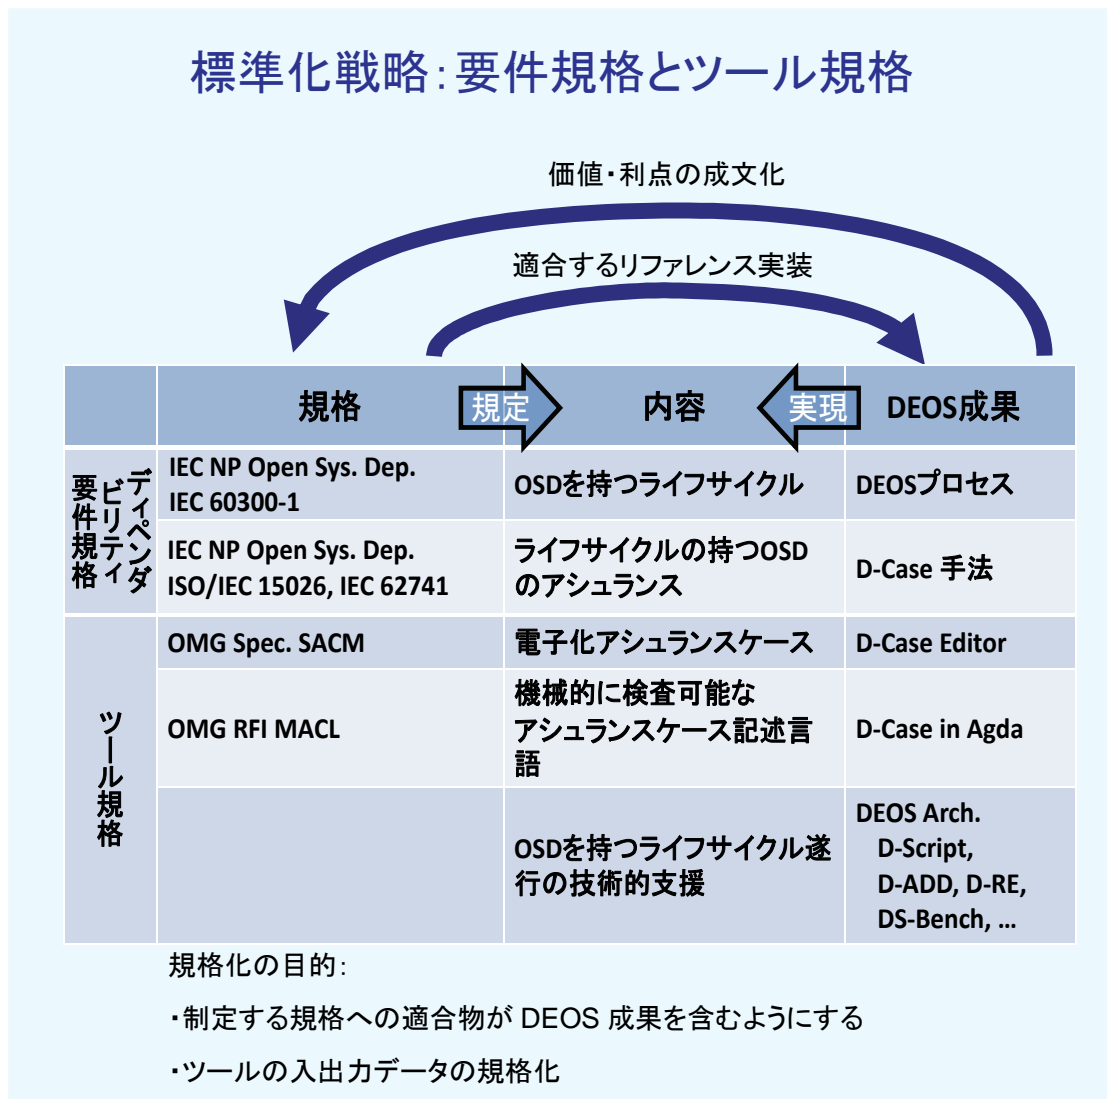 標準化戦略：要件規格とツール規格
価値・利点の成文化
適合するリファレンス実装
規格
規定
内容
実現
DEOS成果
ディペンダ
ビリティ
要件規格
IEC NP Open Sys. Dep.
IEC 60300-1
OSDを持つライフサイクル
DEOSプロセス
IEC NP Open Sys. Dep.
ISO/IEC 15026, IEC 62741
ライフサイクルの持つOSD
のアシュランス
D-Case 手法
ツール規格
OMG Spec. SACM
電子化アシュランスケース
D-Case Editor
OMG RFI MACL
機械的に検査可能な
アシュランスケース記述言
語
D-Case in Agda
OSDを持つライフサイクル遂
行の技術的支援
DEOS Arch.
D-Script,
D-ADD, D-RE,
DS-Bench, …
規格化の目的：
・制定する規格への適合物が DEOS 成果を含むようにする
・ツールの入出力データの規格化